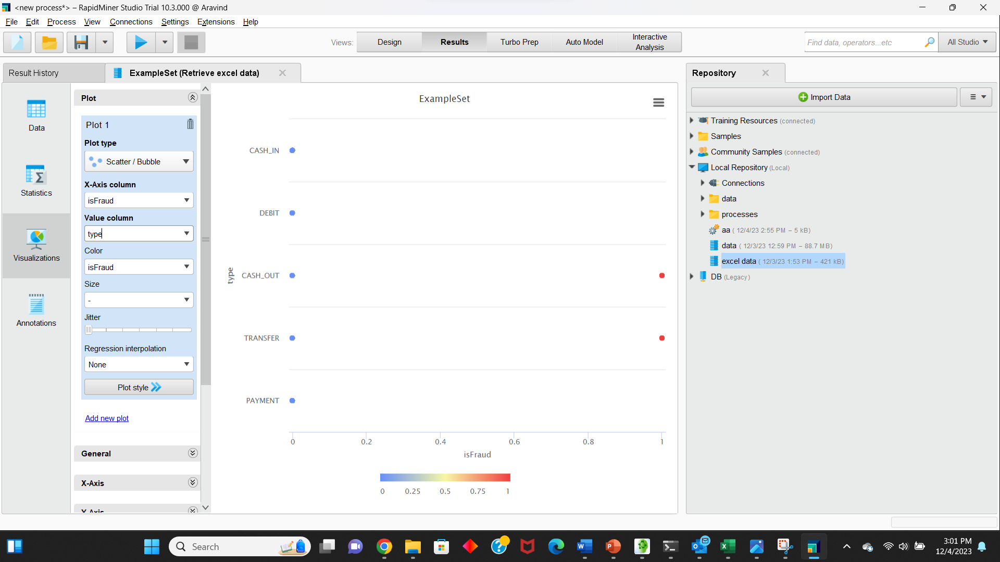 <new process*> – RapidMiner Studio Trial 10.3.000 @ Aravind
File Edit Process View Connections Settings Extensions Help
Views: Design Results Turbo Prep Auto Model Interactive Analysis
Find data, operators...etc All Studio
Result History
ExampleSet (Retrieve excel data)
Data
Statistics
Visualizations
Annotations
Plot
Plot 1
Plot type
Scatter / Bubble
X-Axis column
isFraud
Value column
type
Color
isFraud
Size
-
Jitter
Regression interpolation
None
Plot style
Add new plot
General
X-Axis
Y-Axis
ExampleSet
type
CASH_IN
DEBIT
CASH_OUT
TRANSFER
PAYMENT
0 0.2 0.4 0.6 0.8 1
isFraud
0 0.25 0.5 0.75 1
Repository
Import Data
Training Resources (connected)
Samples
Community Samples (connected)
Local Repository (Local)
Connections
data
processes
aa ( 12/4/23 2:55 PM – 5 kB)
data ( 12/3/23 12:59 PM – 88.7 MB)
excel data ( 12/3/23 1:53 PM – 421 kB)
DB (Legacy)
Search
3:01 PM
12/4/2023